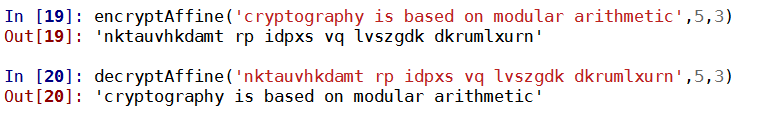 In [19]: encryptAffine('cryptography is based on modular arithmetic',5,3)
Out[19]: 'nktauvhkdamt rp idpxs vq lvszgdk dkrumlxurn'
In [20]: decryptAffine('nktauvhkdamt rp idpxs vq lvszgdk dkrumlxurn',5,3)
Out[20]: 'cryptography is based on modular arithmetic'